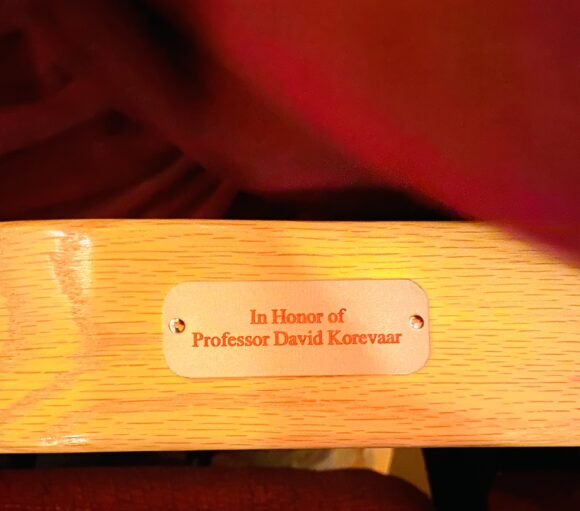 In Honor of
Professor David Korevaar